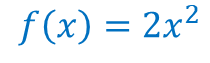 f(x) = 2x²